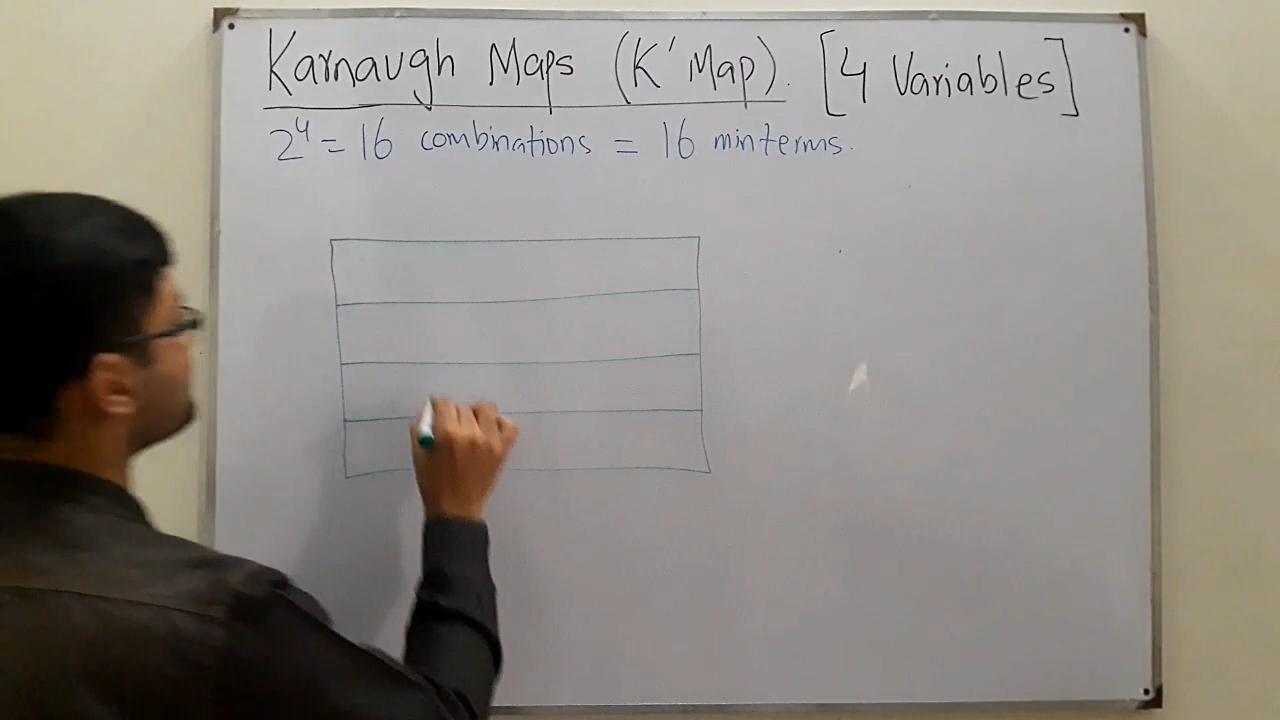 Karnaugh Maps (K' Map). [4 Variables]
2⁴ = 16 combinations = 16 minterms.